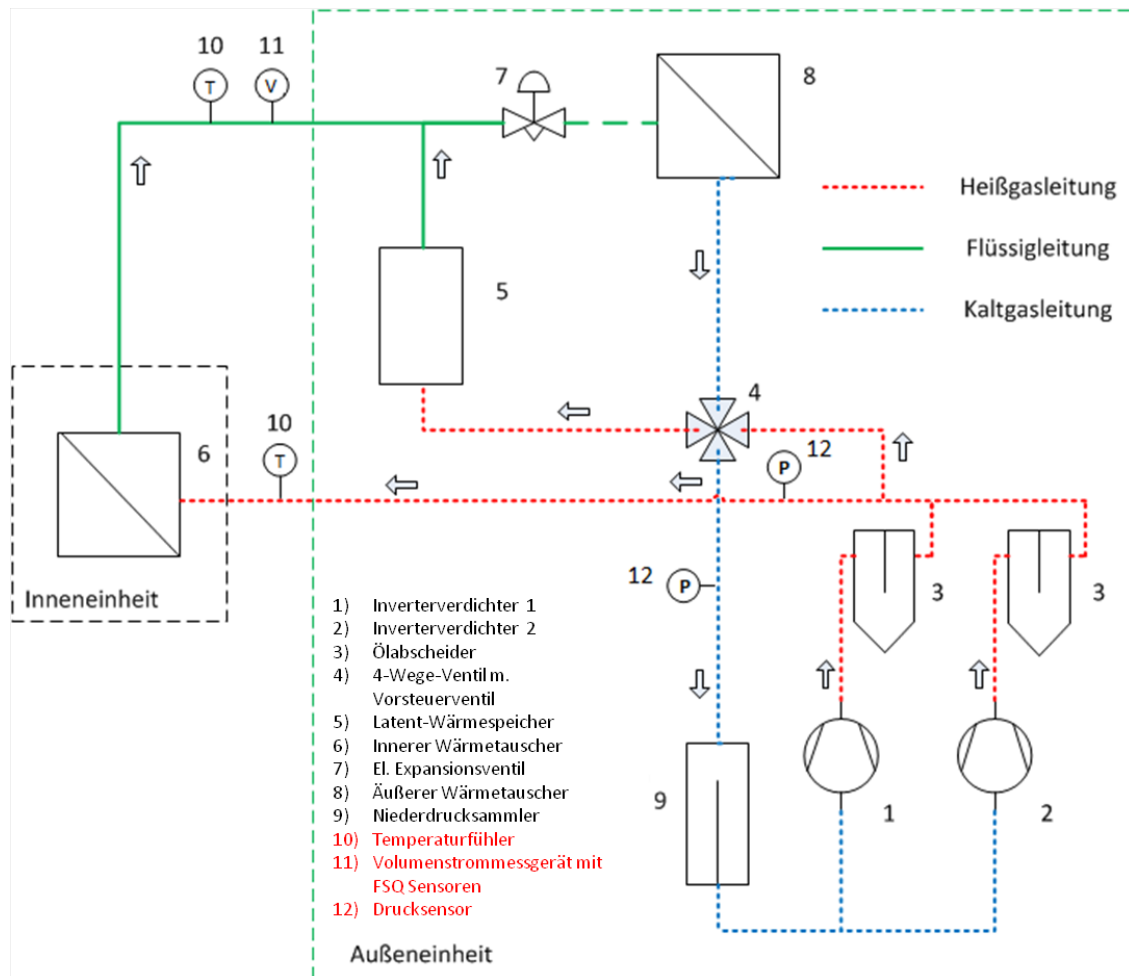 10
11
T
V
7
8
Heißgasleitung
Flüssigleitung
Kaltgasleitung
5
4
6
10
T
12
P
Inneneinheit
12
P
3
3
1) Inverterverdichter 1
2) Inverterverdichter 2
3) Ölabscheider
4) 4-Wege-Ventil m.
Vorsteuerventil
5) Latent-Wärmespeicher
6) Innerer Wärmetauscher
7) El. Expansionsventil
8) Äußerer Wärmetauscher
9) Niederdrucksammler
10) Temperaturfühler
11) Volumenstrommessgerät mit
FSQ Sensoren
12) Drucksensor
9
1
2
Außeneinheit